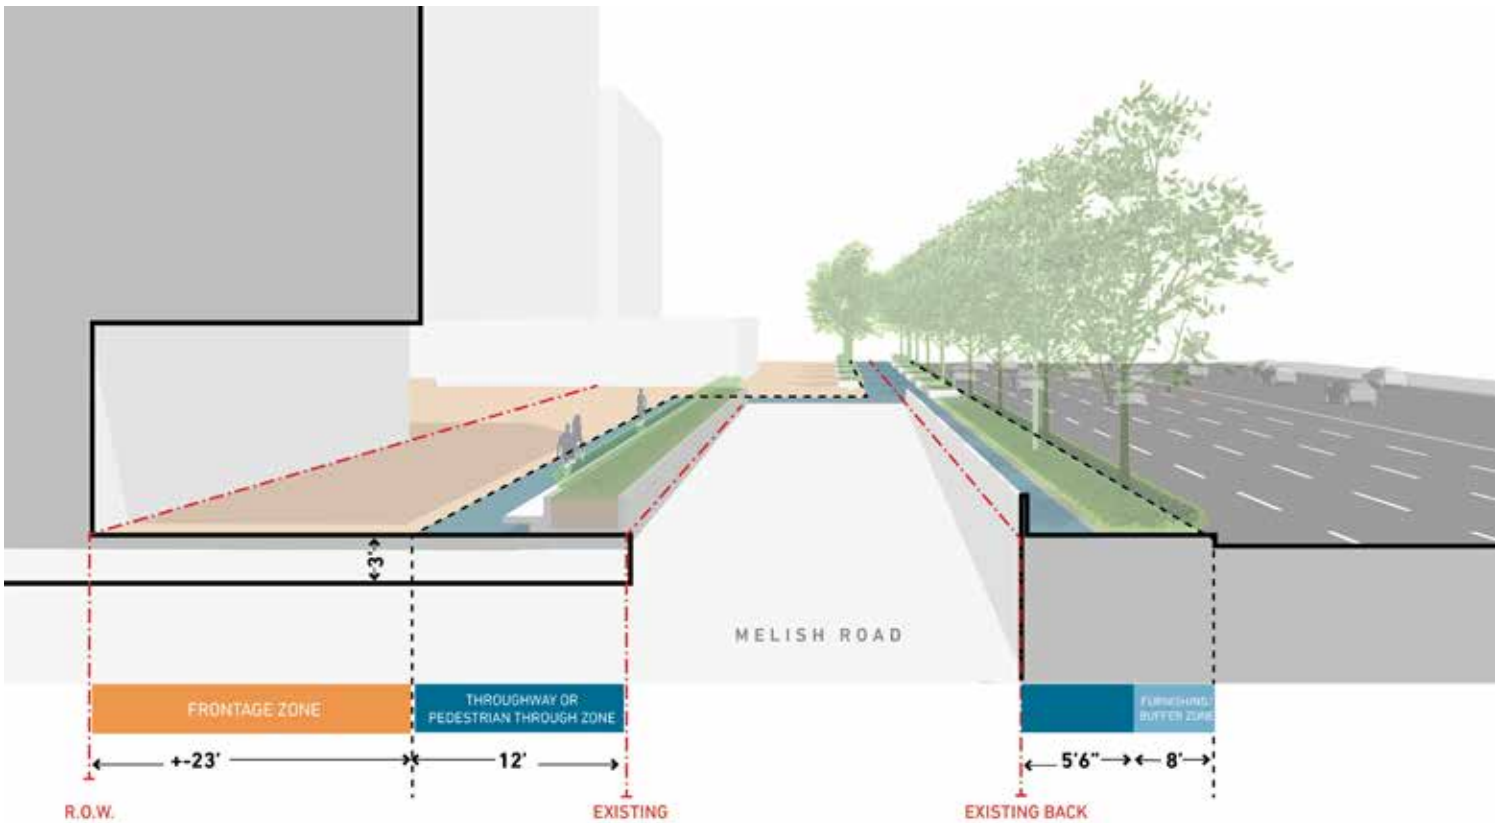 3'
MELISH ROAD
FRONTAGE ZONE
THROUGHWAY OR
PEDESTRIAN THROUGH ZONE
FURNISHING/
BUFFER ZONE
+-23'
12'
5'6"
8'
R.O.W.
EXISTING
EXISTING BACK